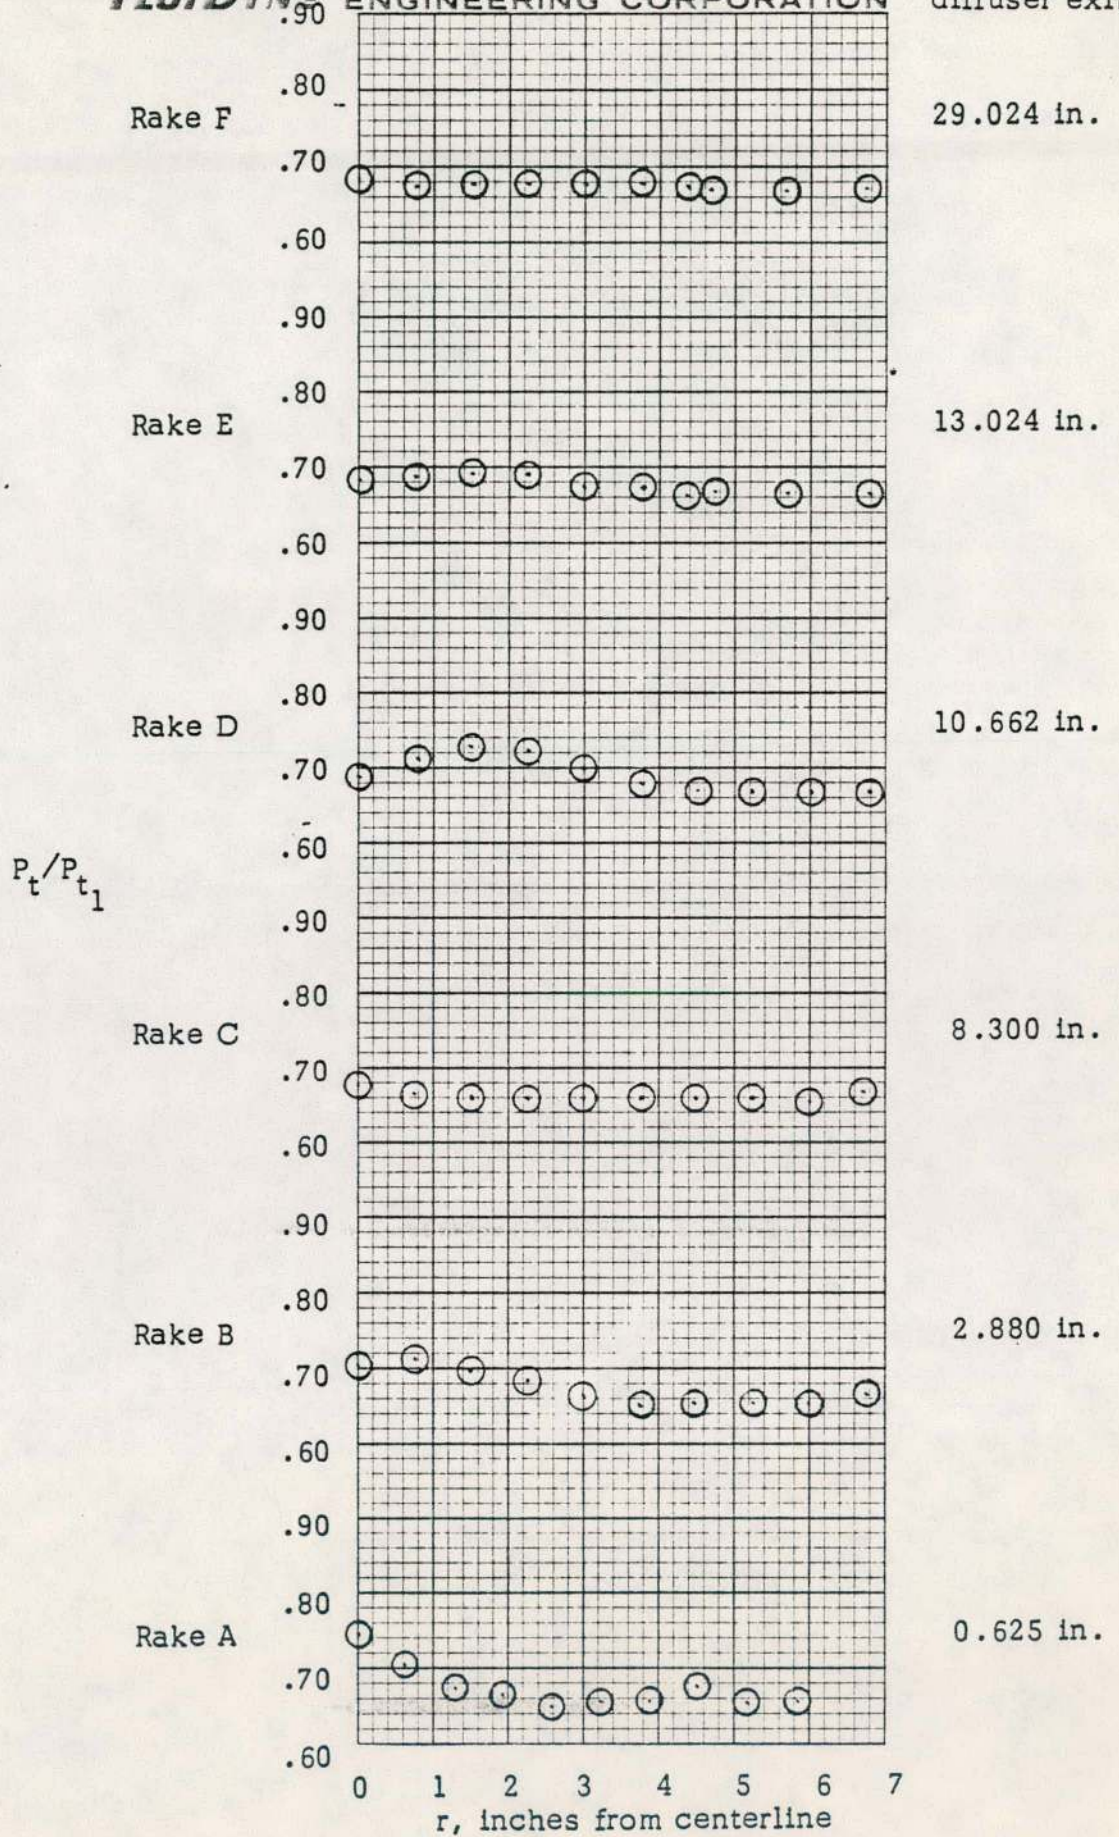 ENGINEERING CORPORATION
.90
.80
Rake F
29.024 in.
.70
.60
.90
.80
Rake E
13.024 in.
.70
.60
.90
.80
Rake D
10.662 in.
.70
.60
Pt/Pt1
.90
.80
Rake C
8.300 in.
.70
.60
.90
.80
Rake B
2.880 in.
.70
.60
.90
.80
Rake A
0.625 in.
.70
.60
0 1 2 3 4 5 6 7
r, inches from centerline